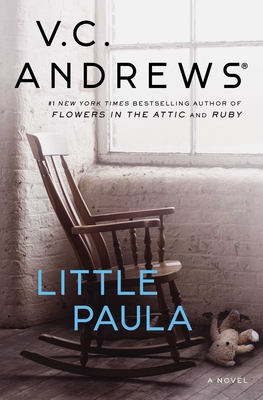 V.C.
ANDREWS®
#1 NEW YORK TIMES BESTSELLING AUTHOR OF
FLOWERS IN THE ATTIC AND RUBY
LITTLE
PAULA
A NOVEL